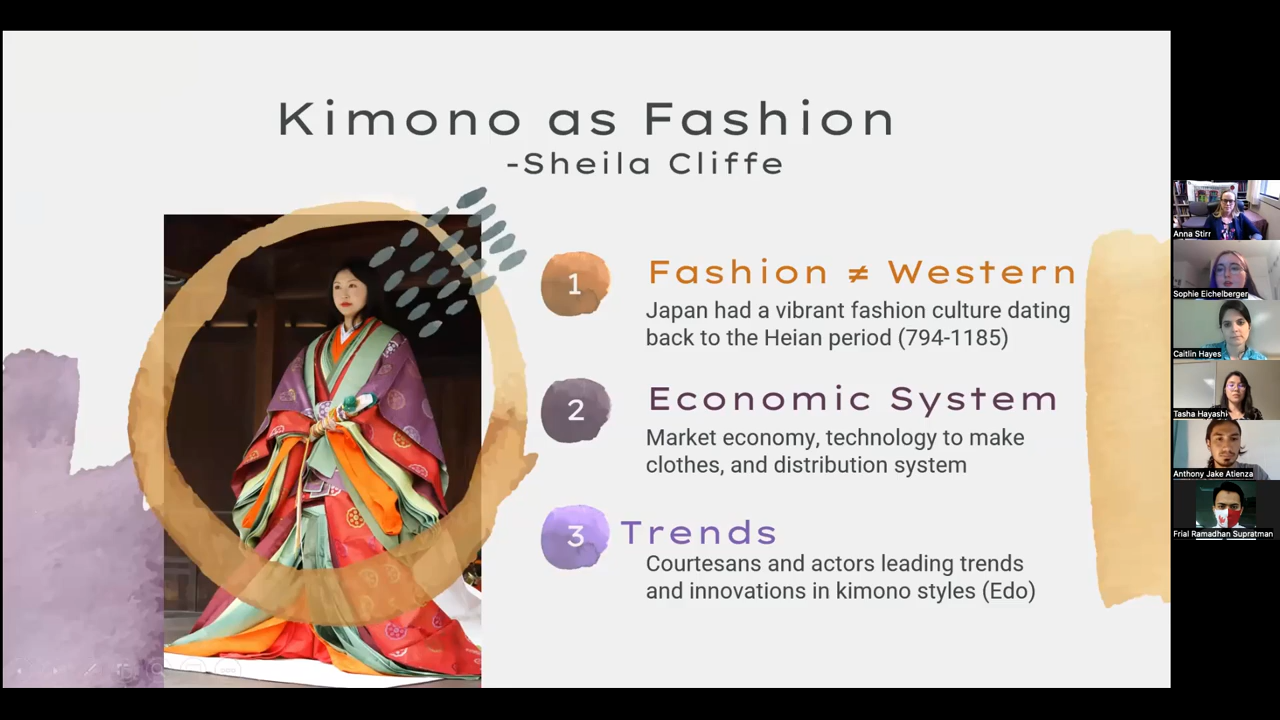 Kimono as Fashion
-Sheila Cliffe
1
Fashion ≠ Western
Japan had a vibrant fashion culture dating
back to the Heian period (794-1185)
2
Economic System
Market economy, technology to make
clothes, and distribution system
3
Trends
Courtesans and actors leading trends
and innovations in kimono styles (Edo)
Anna Stirr
Sophie Eichelberger
Caitlin Hayes
Tasha Hayashi
Anthony Jake Atienza
Frial Ramadhan Supratman